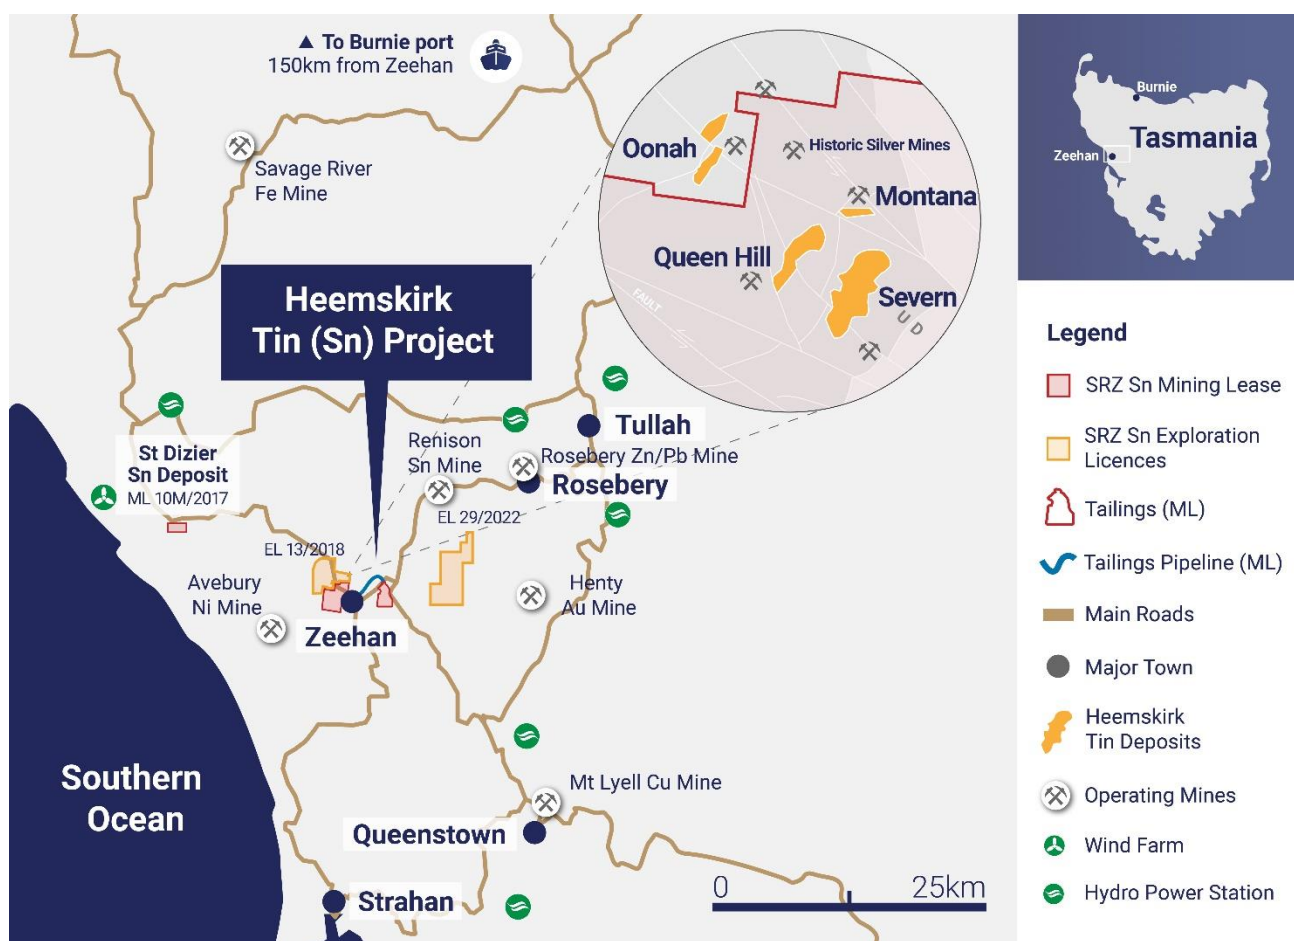 ▲ To Burnie port
150km from Zeehan
Savage River
Fe Mine
Heemskirk
Tin (Sn) Project
Oonah
Historic Silver Mines
Montana
Queen Hill
Severn
FAULT
U D
St Dizier
Sn Deposit
ML 10M/2017
Renison
Sn Mine
Tullah
Rosebery Zn/Pb Mine
Rosebery
EL 29/2022
EL 13/2018
Avebury
Ni Mine
Zeehan
Henty
Au Mine
Southern
Ocean
Mt Lyell Cu Mine
Queenstown
Strahan
0 25km
Burnie
Tasmania
Zeehan
Legend
SRZ Sn Mining Lease
SRZ Sn Exploration
Licences
Tailings (ML)
Tailings Pipeline (ML)
Main Roads
Major Town
Heemskirk
Tin Deposits
Operating Mines
Wind Farm
Hydro Power Station